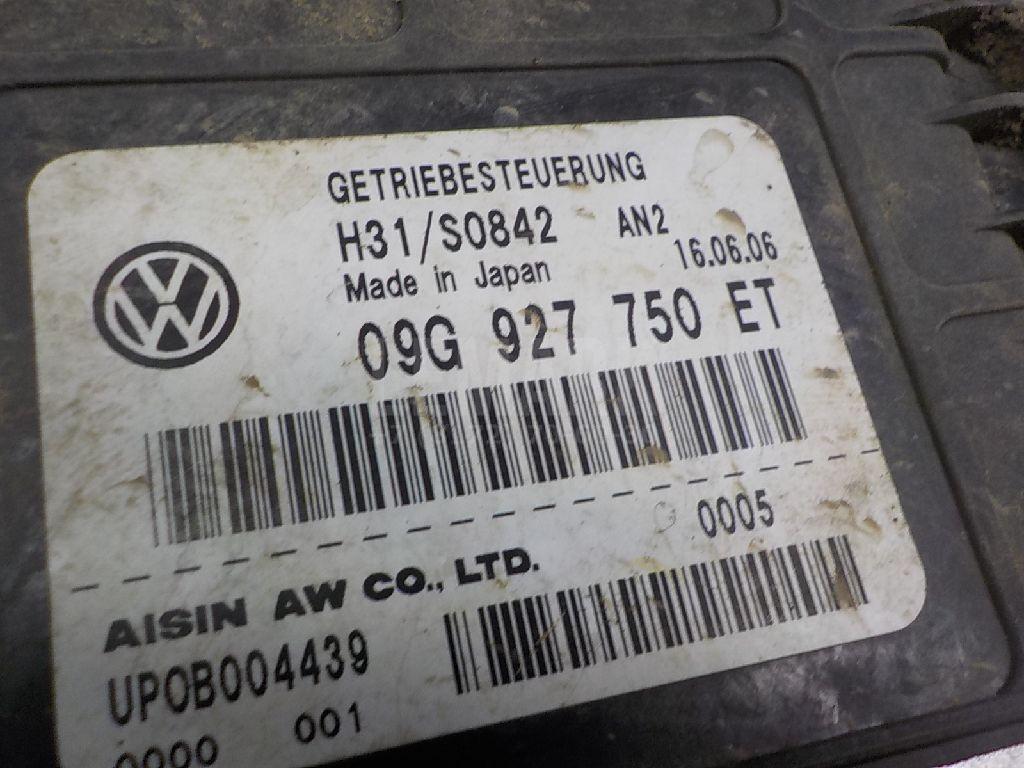 GETRIEBESTEUERUNG
H31/S0842 AN2
Made in Japan 16.06.06
09G 927 750 ET
0005
AISIN AW CO., LTD.
UP0B004439
0000 001